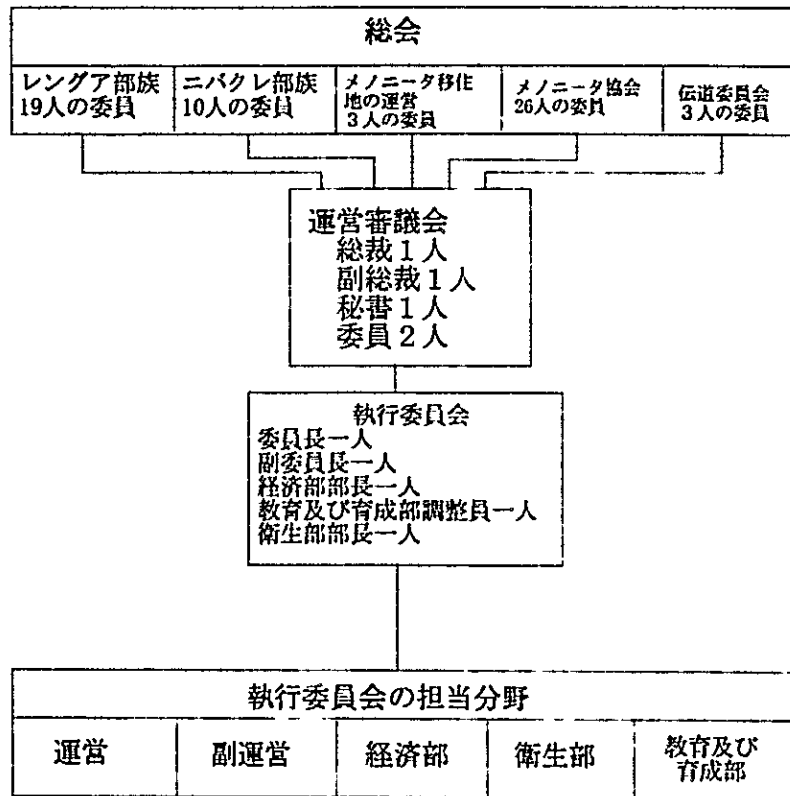 総会
レングア部族
19人の委員
ニバクレ部族
10人の委員
メノニータ移住
地の運営
3人の委員
メノニータ協会
26人の委員
伝道委員会
3人の委員
運営審議会
総裁1人
副総裁1人
秘書1人
委員2人
執行委員会
委員長一人
副委員長一人
経済部部長一人
教育及び育成部調整員一人
衛生部部長一人
執行委員会の担当分野
運営
副運営
経済部
衛生部
教育及び
育成部